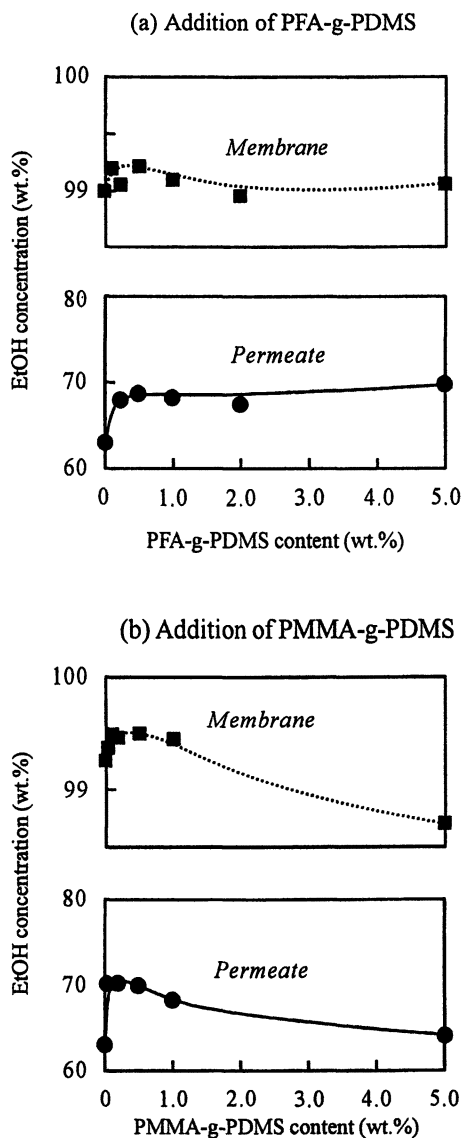 (a) Addition of PFA-g-PDMS
100
Membrane
99
EtOH concentration (wt.%)
80
Permeate
70
60
0 1.0 2.0 3.0 4.0 5.0
PFA-g-PDMS content (wt.%)
(b) Addition of PMMA-g-PDMS
100
Membrane
99
EtOH concentration (wt.%)
80
Permeate
70
60
0 1.0 2.0 3.0 4.0 5.0
PMMA-g-PDMS content (wt.%)